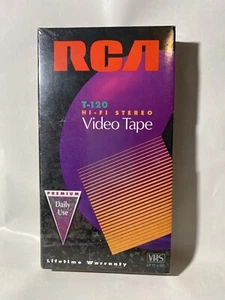 RCA
T-120
HI-FI STEREO
Video Tape
PREMIUM
Daily
Use
VHS
Lifetime Warranty